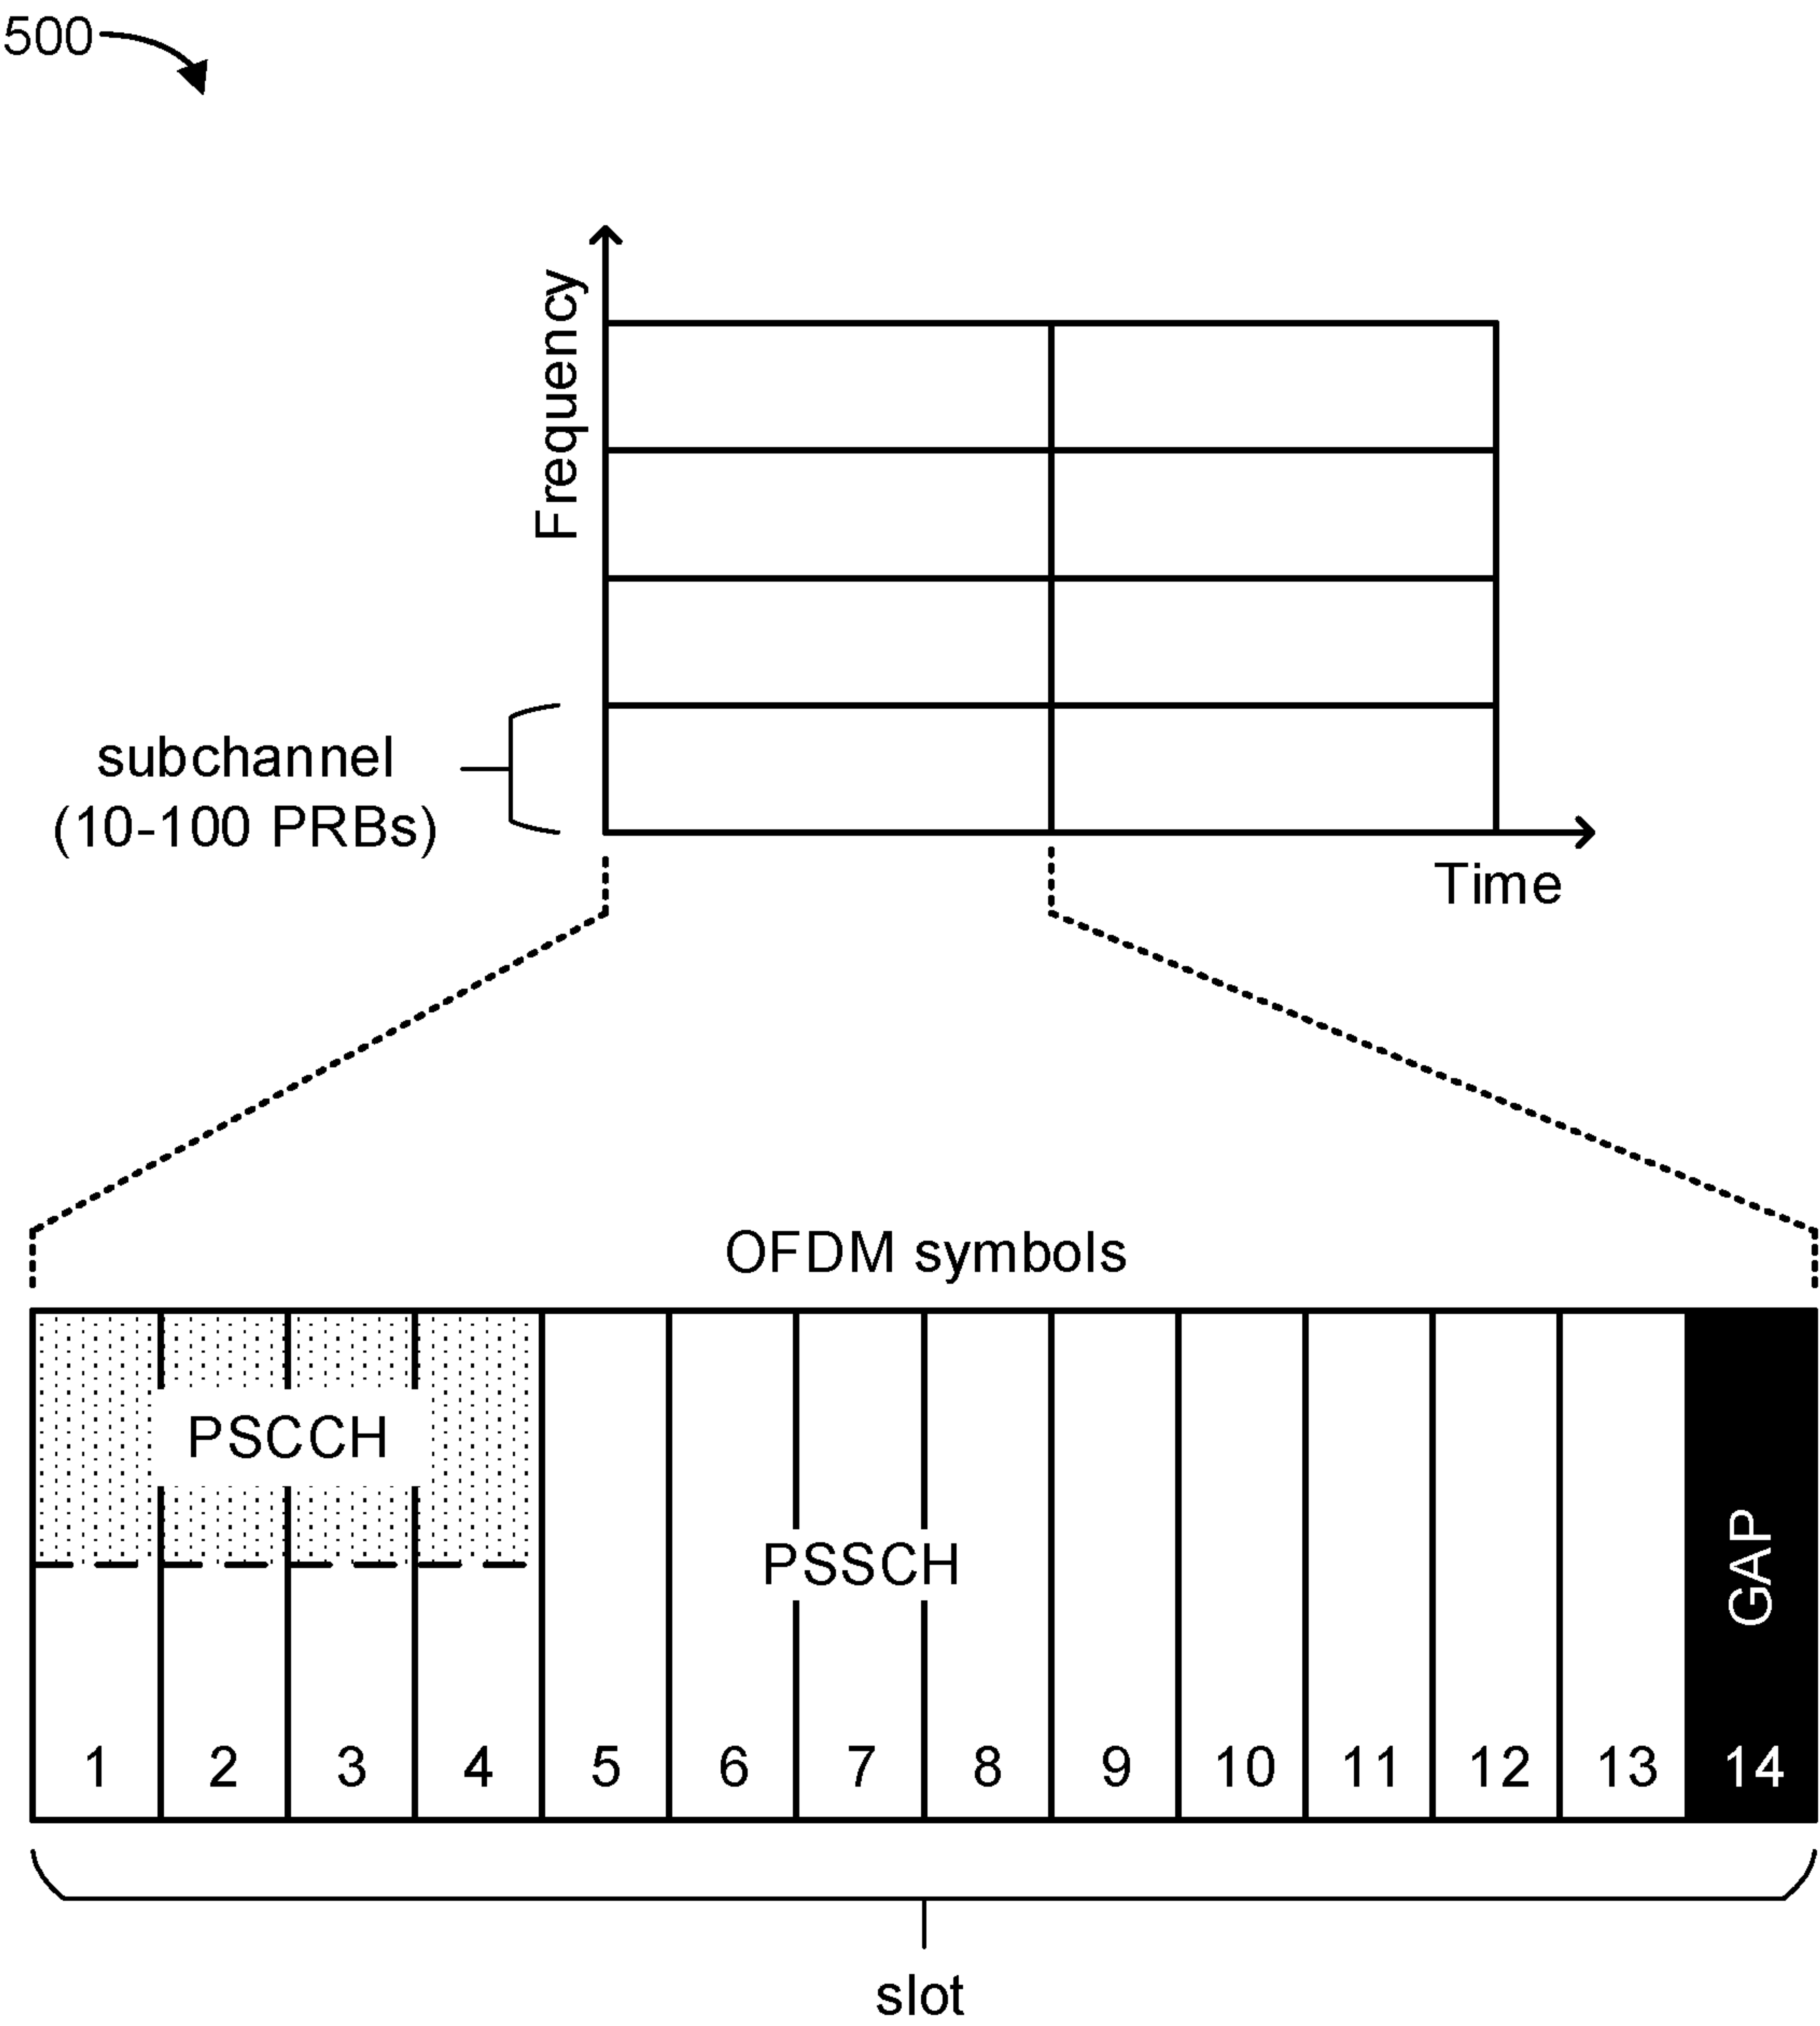 500
Frequency
subchannel
(10-100 PRBs)
Time
OFDM symbols
PSCCH
PSSCH
GAP
1 2 3 4 5 6 7 8 9 10 11 12 13 14
slot